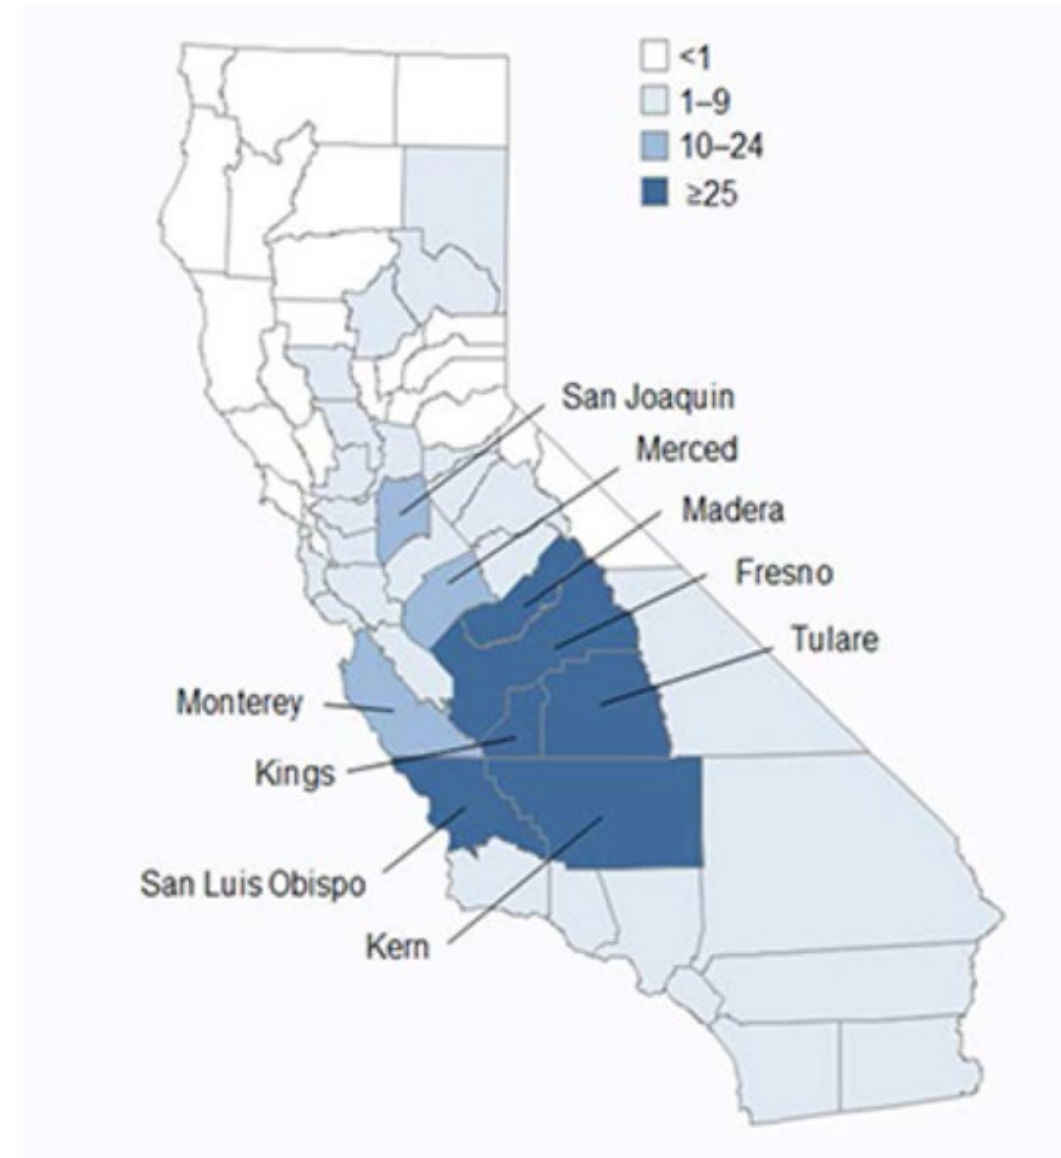 <1
1–9
10–24
≥25
San Joaquin
Merced
Madera
Fresno
Tulare
Monterey
Kings
San Luis Obispo
Kern